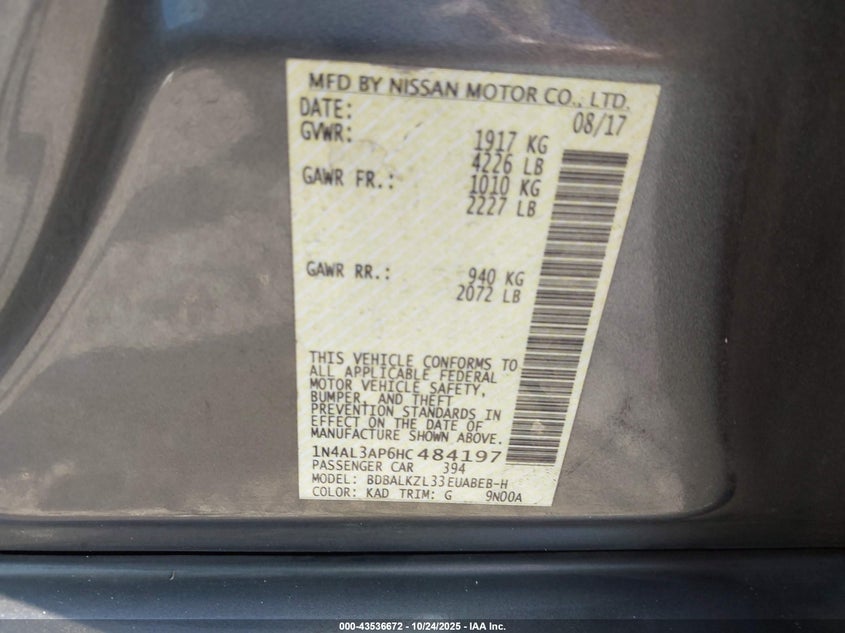 MFD BY NISSAN MOTOR CO., LTD.
DATE: 08/17
GVWR: 1917 KG
4226 LB
GAWR FR.: 1010 KG
2227 LB
GAWR RR.: 940 KG
2072 LB
THIS VEHICLE CONFORMS TO
ALL APPLICABLE FEDERAL
MOTOR VEHICLE SAFETY,
BUMPER, AND THEFT
PREVENTION STANDARDS IN
EFFECT ON THE DATE OF
MANUFACTURE SHOWN ABOVE.
1N4AL3AP6HC484197
PASSENGER CAR 394
MODEL: BDBALKZL33EUABEB-H
COLOR: KAD TRIM: G 9N00A
000-43536672 - 10/24/2025 - IAA Inc.